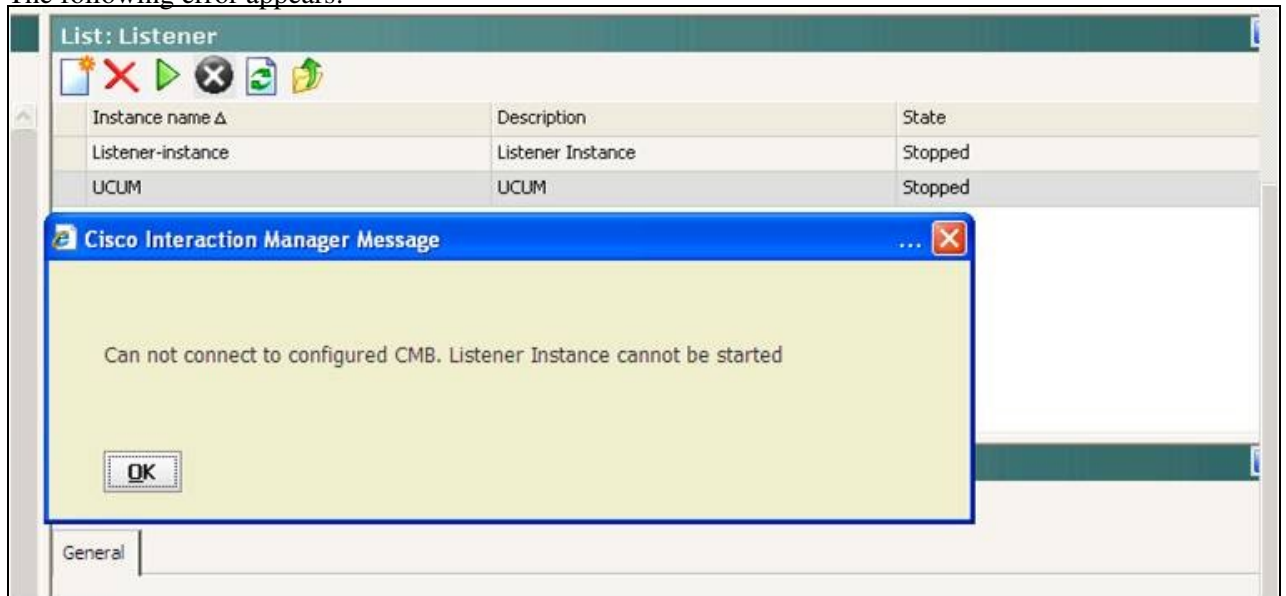 The following error appears:
List: Listener
Instance name Δ Description State
Listener-instance Listener Instance Stopped
UCUM UCUM Stopped
Cisco Interaction Manager Message ...
Can not connect to configured CMB. Listener Instance cannot be started
OK
General